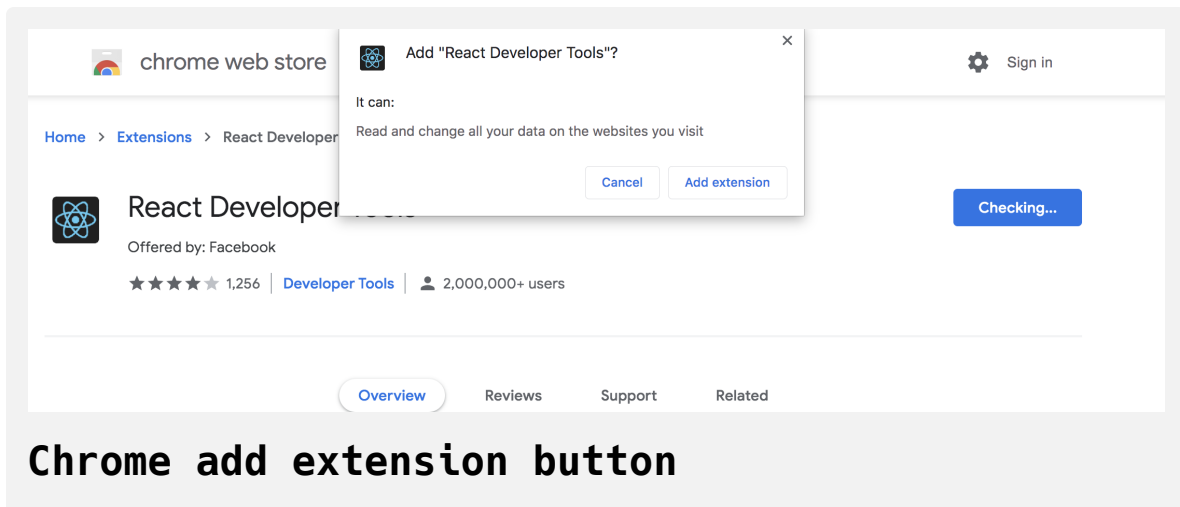 chrome web store
Add "React Developer Tools"?
Sign in
It can:
Read and change all your data on the websites you visit
Home > Extensions > React Developer
Cancel
Add extension
React Developer Tools
Checking...
Offered by: Facebook
1,256
Developer Tools
2,000,000+ users
Overview
Reviews
Support
Related
Chrome add extension button